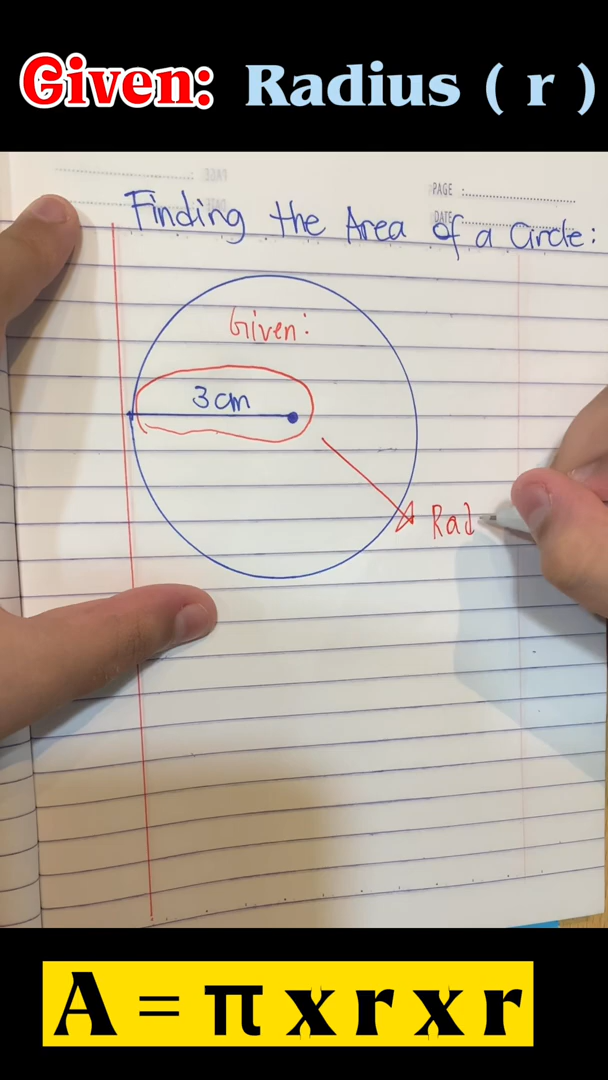 Given: Radius ( r )
PAGE :
DATE
Finding the Area of a Circle:
Given:
3 cm
Rad
A = π x r x r